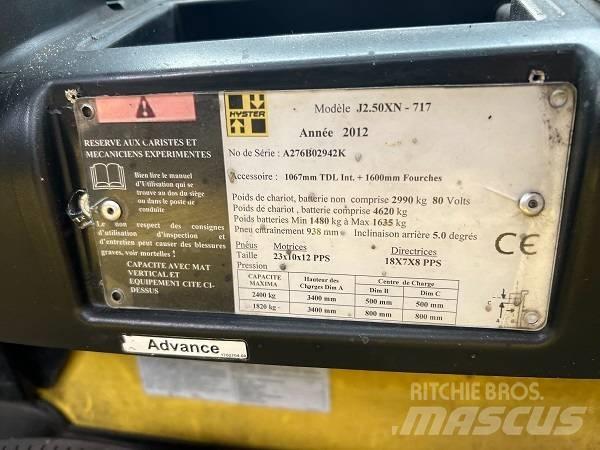 HYSTER
Modèle J2.50XN - 717
Année 2012
No de Série : A276B02942K
Accessoire : 1067mm TDL Int. + 1600mm Fourches
Poids de chariot, batterie non comprise 2990 kg 80 Volts
Poids de chariot , batterie comprise 4620 kg
Poids batteries Min 1480 kg à Max 1635 kg
Pneu entraînement 938 mm Inclinaison arrière 5.0 degrés
Pneus Motrices Directrices
Taille 23x10x12 PPS 18X7X8 PPS
Pression
CAPACITE MAXIMA Hauteur des Charges Dim A Centre de Charge
Dim B Dim C
2400 kg 3400 mm 500 mm 500 mm
1820 kg 3400 mm 800 mm 800 mm
CE
RESERVE AUX CARISTES ET
MECANICIENS EXPERIMENTES
Bien lire le manuel
d'Utilisation qui se
trouve au dos du siège
ou dans le poste de
conduite
Le non respect des consignes
d'utilisation d'inspection et
d'entretien peut causer des blessures
graves, voir mortelles !
CAPACITE AVEC MAT
VERTICAL ET
EQUIPEMENT CITE CI-
DESSUS
Advance
RITCHIE BROS.
MASCUS